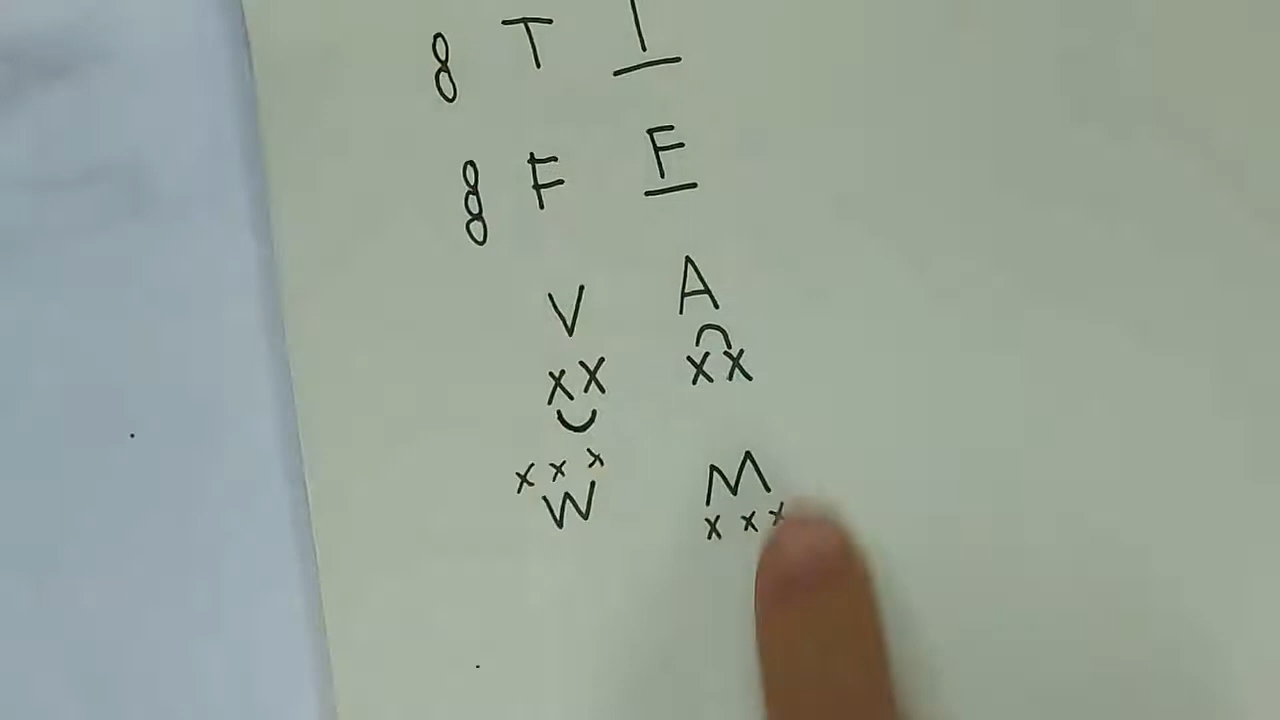 8 T I
8 F F
V A
X X X X
X X X
W M
X X X